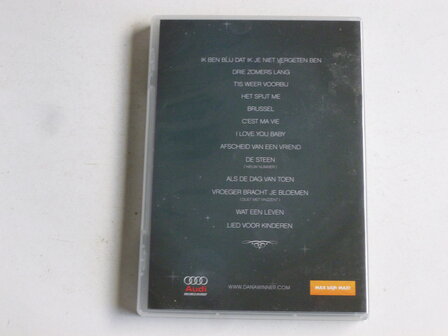 IK BEN BLIJ DAT IK JE NIET VERGETEN BEN
DRIE ZOMERS LANG
TIS WEER VOORBIJ
HET SPIJT ME
BRUSSEL
C'EST MA VIE
I LOVE YOU BABY
AFSCHEID VAN EEN VRIEND
DE STEEN
(NIEUW NUMMER)
ALS DE DAG VAN TOEN
VROEGER BRACHT JE BLOEMEN
WAT EEN LEVEN
LIED VOOR KINDEREN
Audi
WWW.DANAWINNER.COM